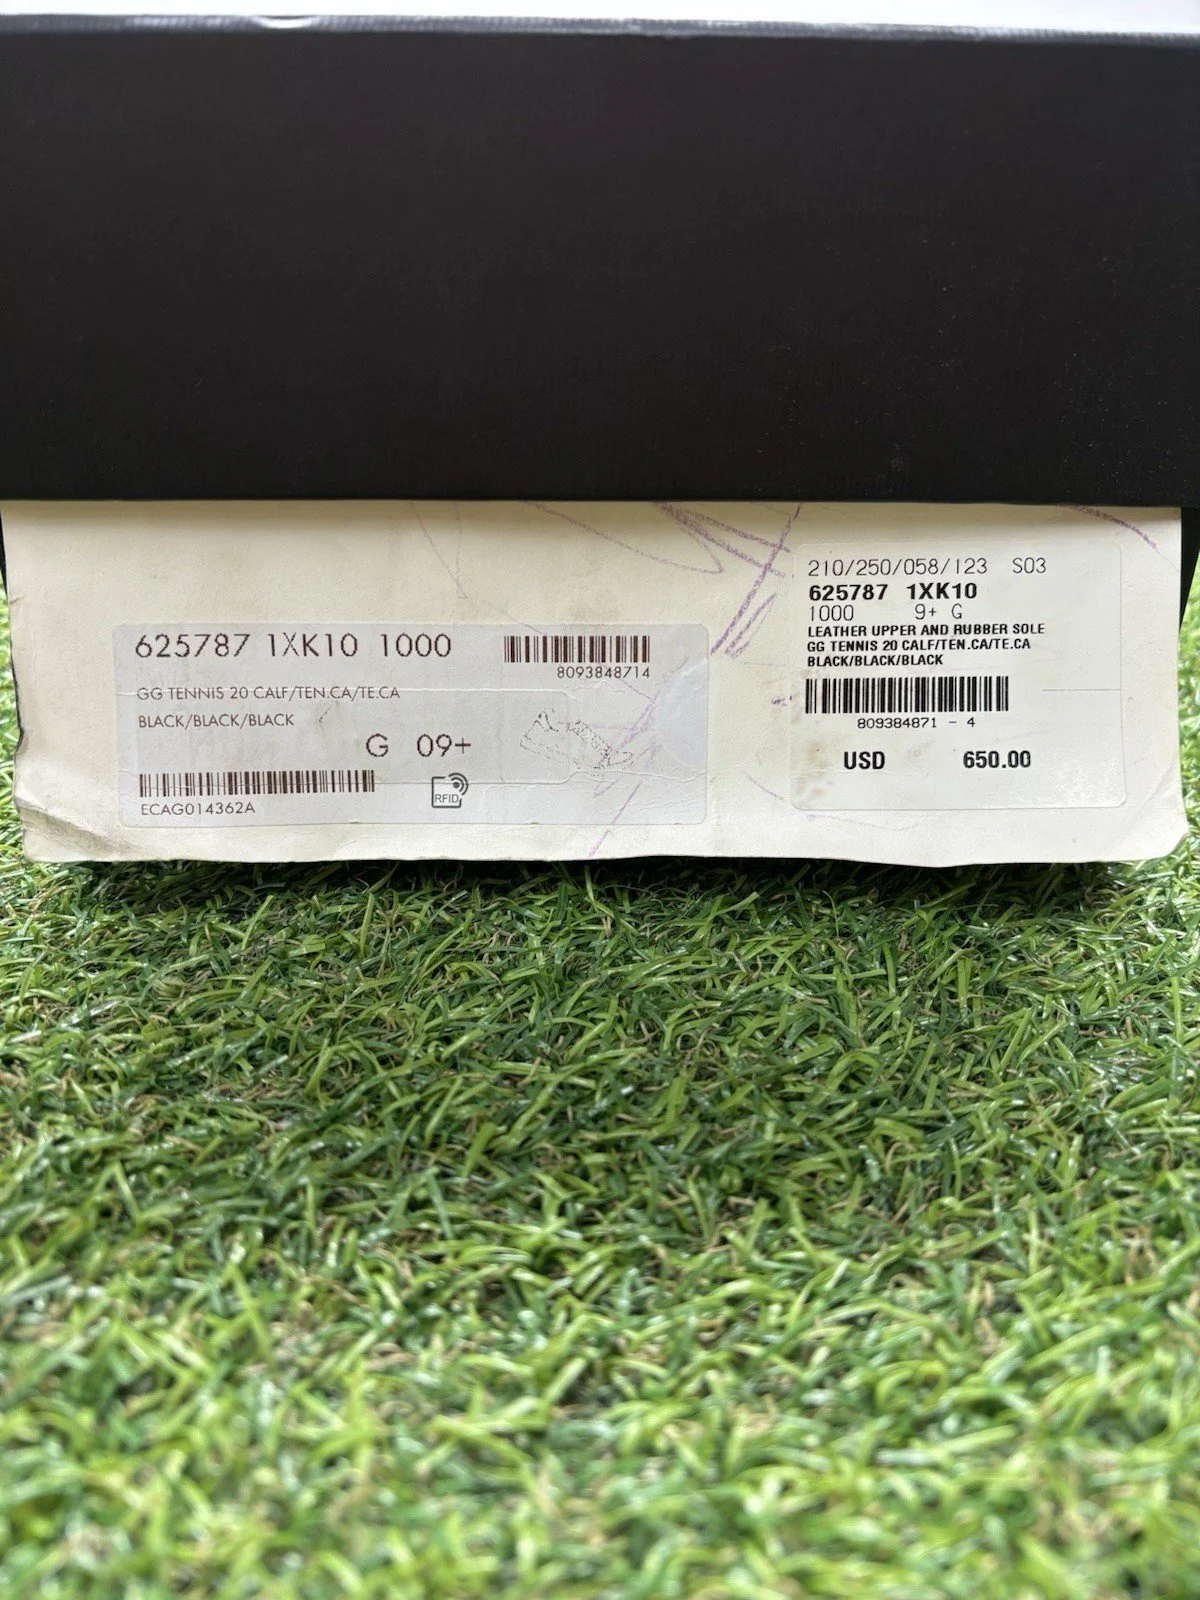 625787 1XK10 1000
8093848714
GG TENNIS 20 CALF/TEN.CA/TE.CA
BLACK/BLACK/BLACK
G 09+
RFID
ECAG014362A
210/250/058/123 S03
625787 1XK10
1000 9+ G
LEATHER UPPER AND RUBBER SOLE
GG TENNIS 20 CALF/TEN.CA/TE.CA
BLACK/BLACK/BLACK
809384871 - 4
USD 650.00